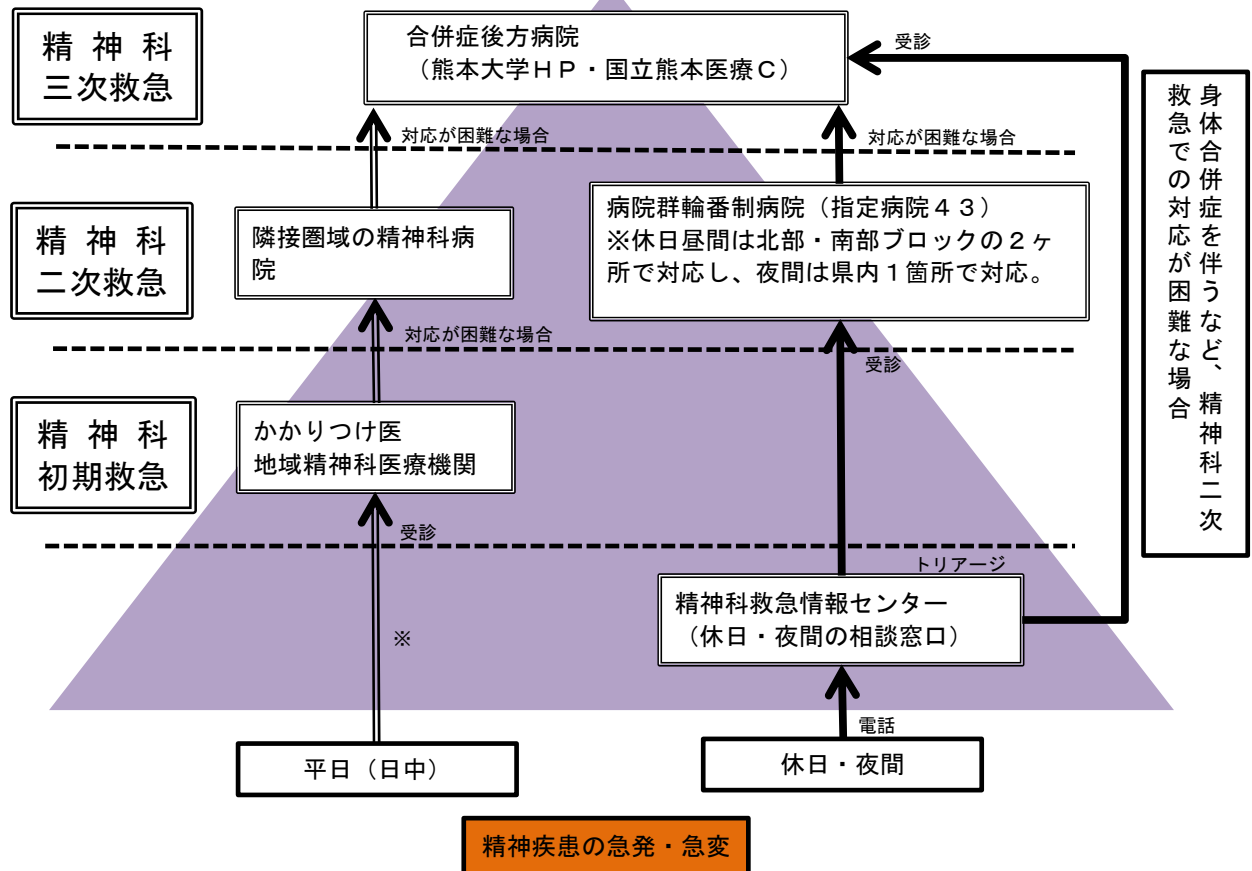 精神科
三次救急
合併症後方病院
（熊本大学ＨＰ・国立熊本医療Ｃ）
受診
身体合併症を伴うなど、精神科二次
救急での対応が困難な場合
対応が困難な場合
対応が困難な場合
精神科
二次救急
隣接圏域の精神科病
院
病院群輪番制病院（指定病院４３）
※休日昼間は北部・南部ブロックの２ヶ
所で対応し、夜間は県内１箇所で対応。
対応が困難な場合
受診
精神科
初期救急
かかりつけ医
地域精神科医療機関
受診
トリアージ
精神科救急情報センター
（休日・夜間の相談窓口）
※
電話
平日（日中）
休日・夜間
精神疾患の急発・急変